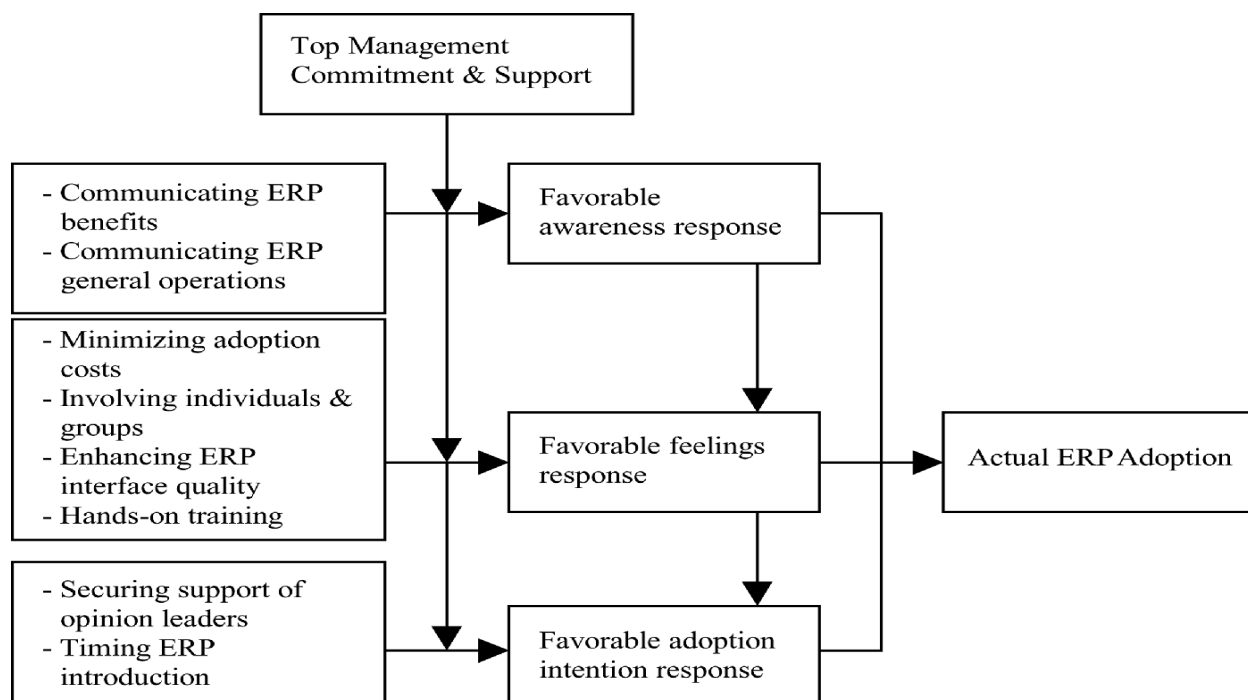 Top Management
Commitment & Support
- Communicating ERP
benefits
- Communicating ERP
general operations
Favorable
awareness response
- Minimizing adoption
costs
- Involving individuals &
groups
- Enhancing ERP
interface quality
- Hands-on training
Favorable feelings
response
Actual ERP Adoption
- Securing support of
opinion leaders
- Timing ERP
introduction
Favorable adoption
intention response